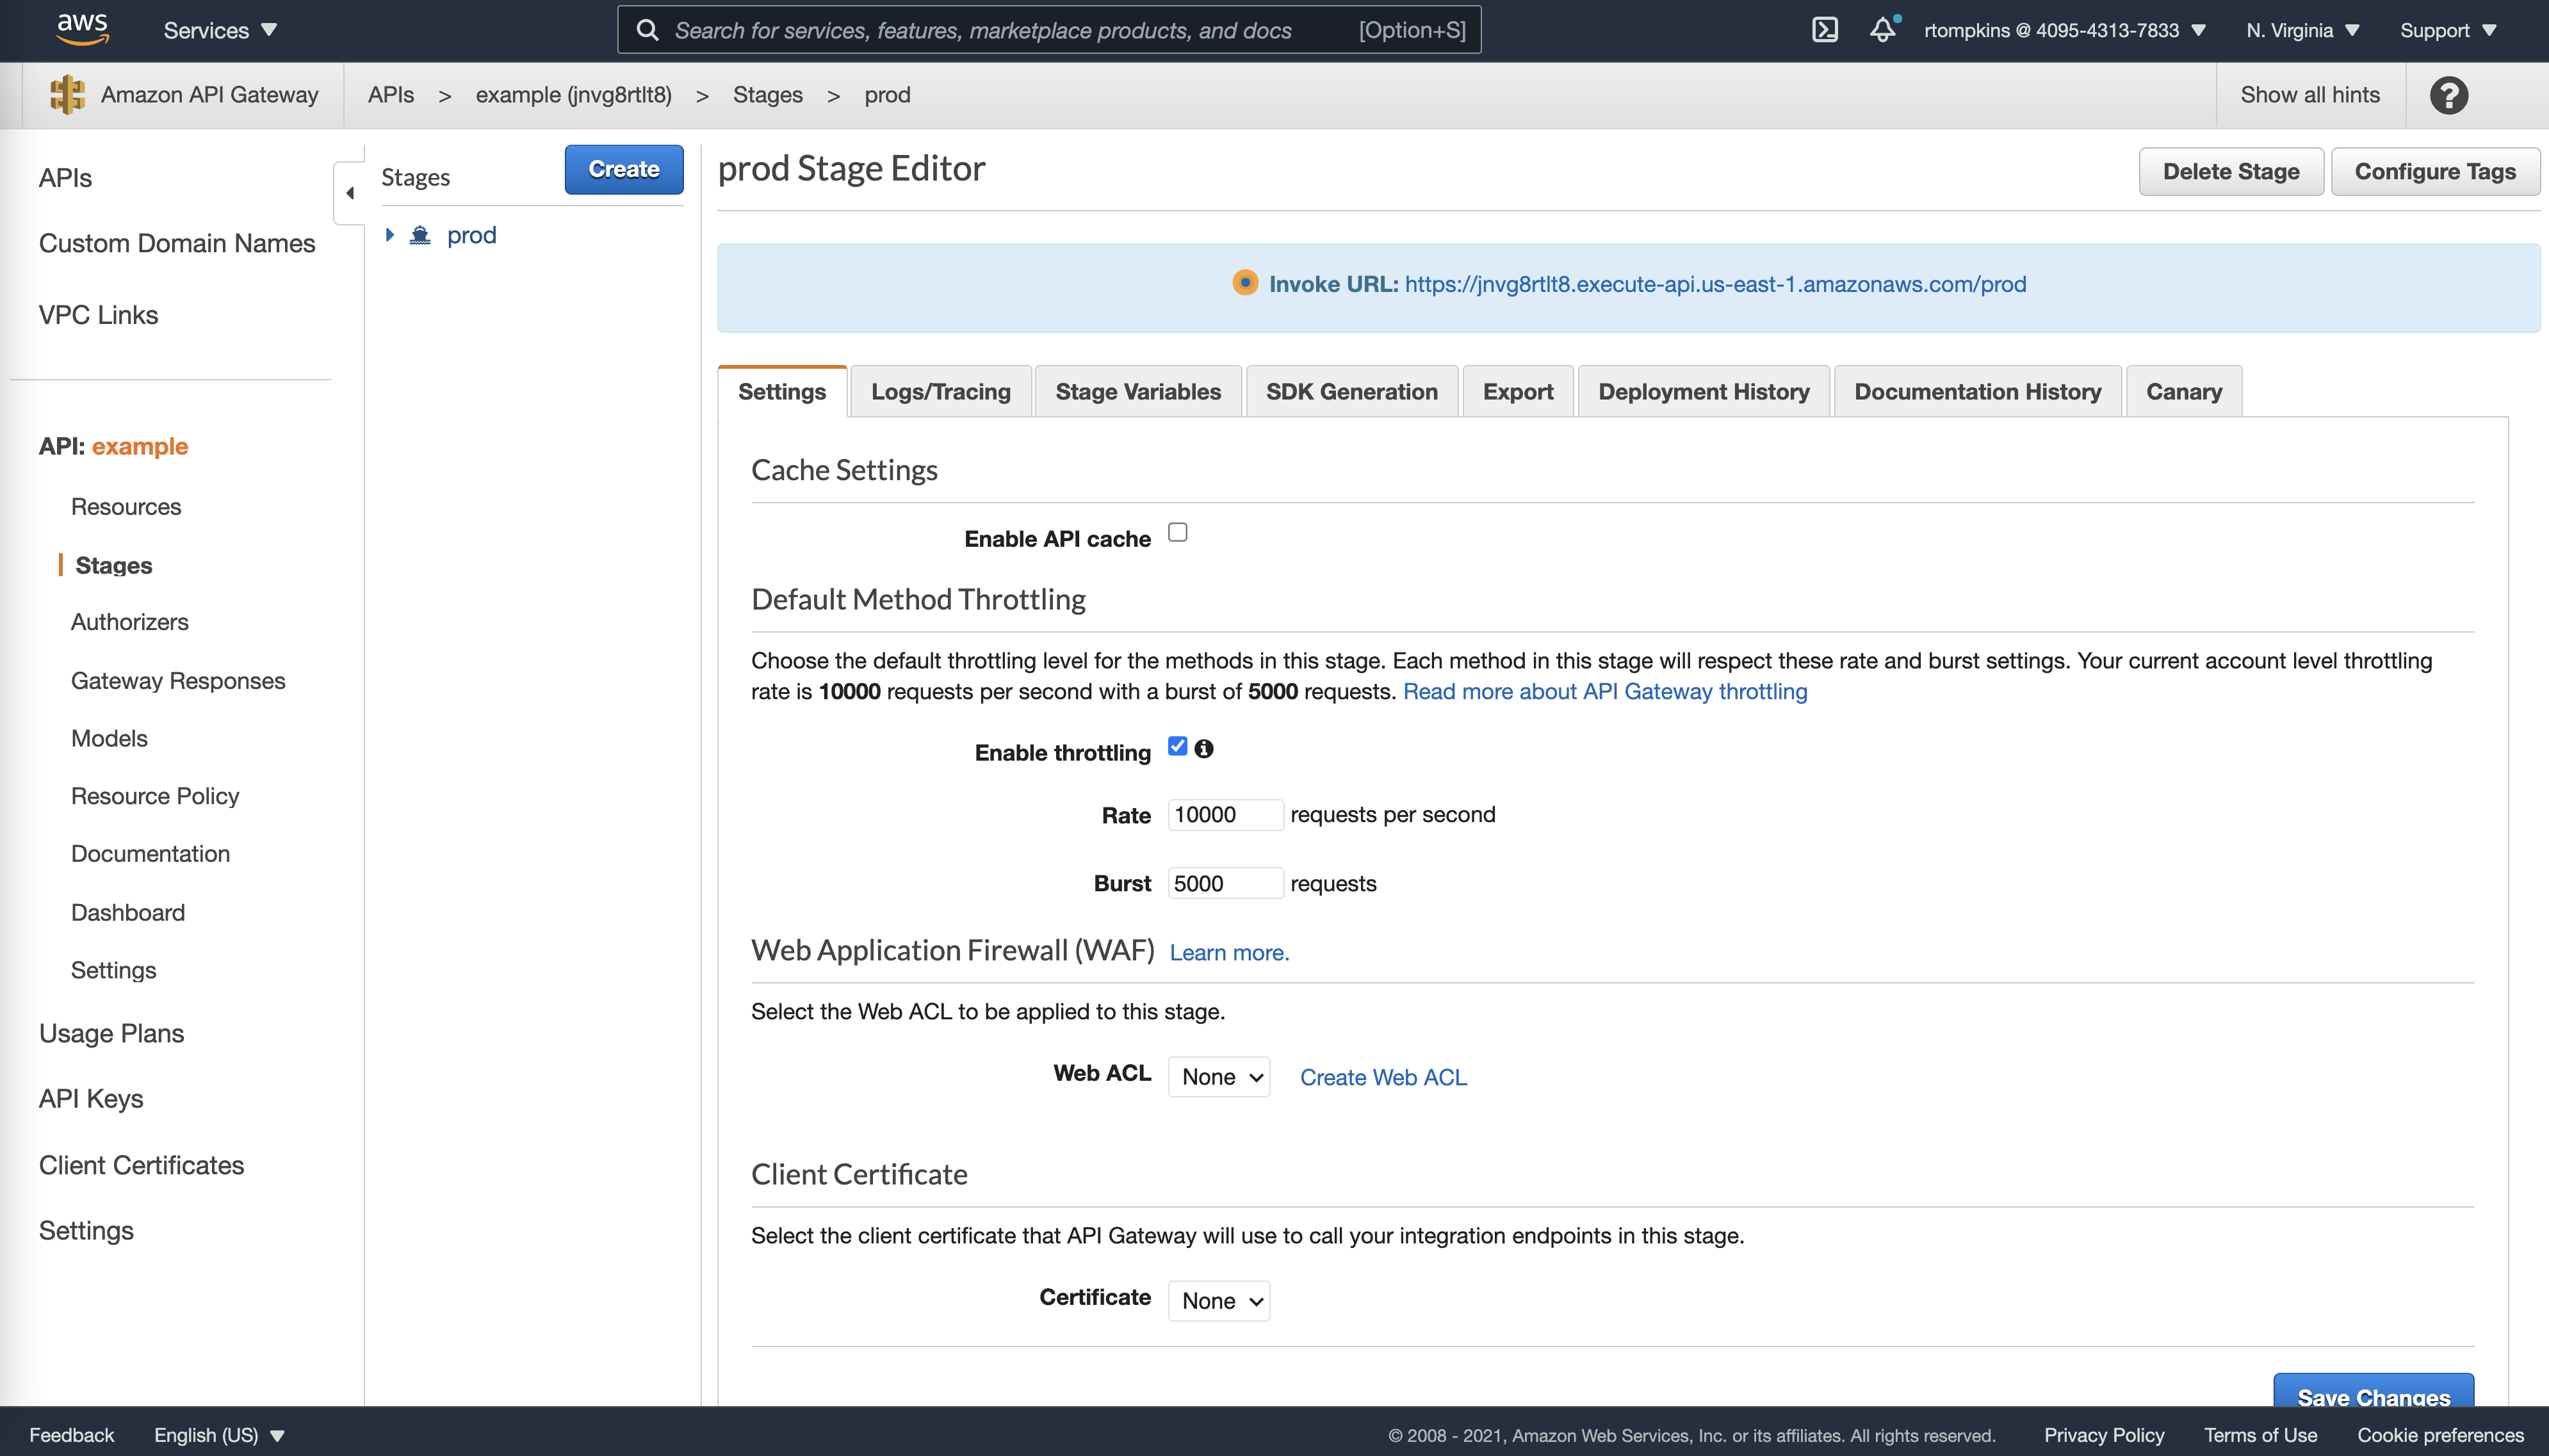 aws
Services
Search for services, features, marketplace products, and docs [Option+S]
rtompkins @ 4095-4313-7833
N. Virginia
Support
Amazon API Gateway
APIs > example (jnvg8rtlt8) > Stages > prod
Show all hints
?
APIs
Custom Domain Names
VPC Links
API: example
Resources
Stages
Authorizers
Gateway Responses
Models
Resource Policy
Documentation
Dashboard
Settings
Usage Plans
API Keys
Client Certificates
Settings
Stages
Create
prod
prod Stage Editor
Delete Stage
Configure Tags
Invoke URL: https://jnvg8rtlt8.execute-api.us-east-1.amazonaws.com/prod
Settings
Logs/Tracing
Stage Variables
SDK Generation
Export
Deployment History
Documentation History
Canary
Cache Settings
Enable API cache
Default Method Throttling
Choose the default throttling level for the methods in this stage. Each method in this stage will respect these rate and burst settings. Your current account level throttling
rate is 10000 requests per second with a burst of 5000 requests. Read more about API Gateway throttling
Enable throttling
Rate 10000 requests per second
Burst 5000 requests
Web Application Firewall (WAF) Learn more.
Select the Web ACL to be applied to this stage.
Web ACL None Create Web ACL
Client Certificate
Select the client certificate that API Gateway will use to call your integration endpoints in this stage.
Certificate None
Save Changes
Feedback
English (US)
© 2008 - 2021, Amazon Web Services, Inc. or its affiliates. All rights reserved.
Privacy Policy
Terms of Use
Cookie preferences